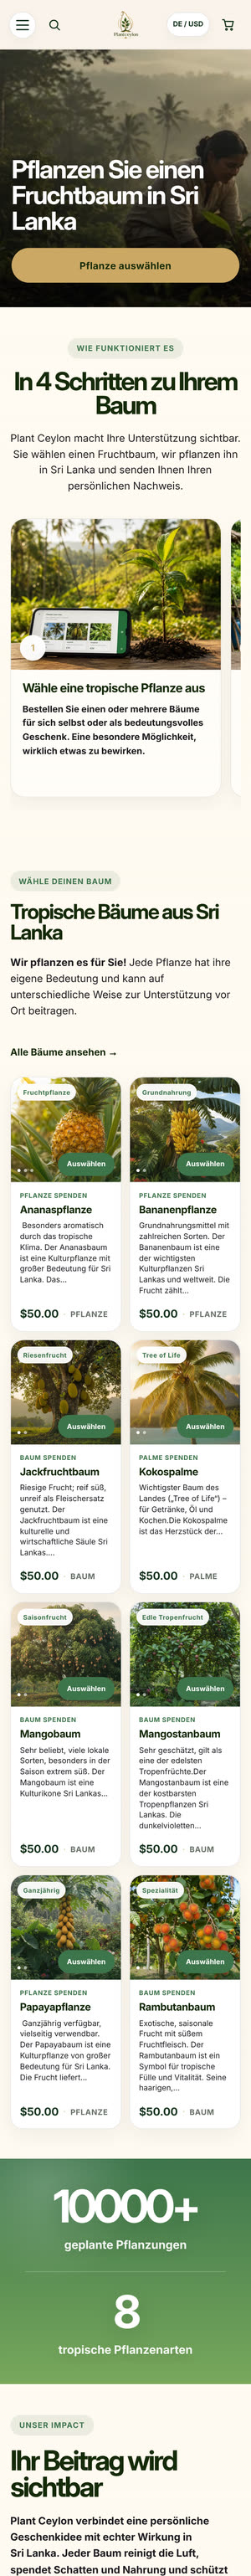 Plantceylon
DE / USD
Pflanzen Sie einen
Fruchtbaum in Sri
Lanka
Pflanze auswählen
WIE FUNKTIONIERT ES
In 4 Schritten zu Ihrem
Baum
Plant Ceylon macht Ihre Unterstützung sichtbar.
Sie wählen einen Fruchtbaum, wir pflanzen ihn
in Sri Lanka und senden Ihnen Ihren
persönlichen Nachweis.
1
Wähle eine tropische Pflanze aus
Bestellen Sie einen oder mehrere Bäume
für sich selbst oder als bedeutungsvolles
Geschenk. Eine besondere Möglichkeit,
wirklich etwas zu bewirken.
WÄHLE DEINEN BAUM
Tropische Bäume aus Sri
Lanka
Wir pflanzen es für Sie! Jede Pflanze hat ihre
eigene Bedeutung und kann auf
unterschiedliche Weise zur Unterstützung vor
Ort beitragen.
Alle Bäume ansehen →
Fruchtpflanze
Auswählen
PFLANZE SPENDEN
Ananaspflanze
Besonders aromatisch
durch das tropische
Klima. Der Ananasbaum
ist eine Kulturpflanze mit
großer Bedeutung für Sri
Lanka. Das...
$50.00 · PFLANZE
Grundnahrung
Auswählen
PFLANZE SPENDEN
Bananenpflanze
Grundnahrungsmittel mit
zahlreichen Sorten. Der
Bananenbaum ist eine
der wichtigsten
Kulturpflanzen Sri
Lankas und weltweit. Die
Frucht zählt...
$50.00 · PFLANZE
Riesenfrucht
Auswählen
BAUM SPENDEN
Jackfruchtbaum
Riesige Frucht; reif süß,
unreif als Fleischersatz
genutzt. Der
Jackfruchtbaum ist eine
kulturelle und
wirtschaftliche Säule Sri
Lankas....
$50.00 · BAUM
Tree of Life
Auswählen
PALME SPENDEN
Kokospalme
Wichtigster Baum des
Landes („Tree of Life“) –
für Getränke, Öl und
Kochen.Die Kokospalme
ist das Herzstück der...
$50.00 · PALME
Saisonfrucht
Auswählen
BAUM SPENDEN
Mangobaum
Sehr beliebt, viele lokale
Sorten, besonders in der
Saison extrem süß. Der
Mangobaum ist eine
Kulturikone Sri Lankas...
$50.00 · BAUM
Edle Tropenfrucht
Auswählen
BAUM SPENDEN
Mangostanbaum
Sehr geschätzt, gilt als
eine der edelsten
Tropenfrüchte.Der
Mangostanbaum ist eine
der kostbarsten
Tropenpflanzen Sri
Lankas. Die
dunkelvioletten...
$50.00 · BAUM
Ganzjährig
Auswählen
PFLANZE SPENDEN
Papayapflanze
Ganzjährig verfügbar,
vielseitig verwendbar.
Der Papayabaum ist eine
Kulturpflanze von großer
Bedeutung für Sri Lanka.
Die Frucht liefert...
$50.00 · PFLANZE
Spezialität
Auswählen
BAUM SPENDEN
Rambutanbaum
Exotische, saisonale
Frucht mit süßem
Fruchtfleisch. Der
Rambutanbaum ist ein
Symbol für tropische
Fülle und Vitalität. Seine
haarigen,...
$50.00 · BAUM
10000+
geplante Pflanzungen
8
tropische Pflanzenarten
UNSER IMPACT
Ihr Beitrag wird
sichtbar
Plant Ceylon verbindet eine persönliche
Geschenkidee mit echter Wirkung in
Sri Lanka. Jeder Baum reinigt die Luft,
spendet Schatten und Nahrung und schützt